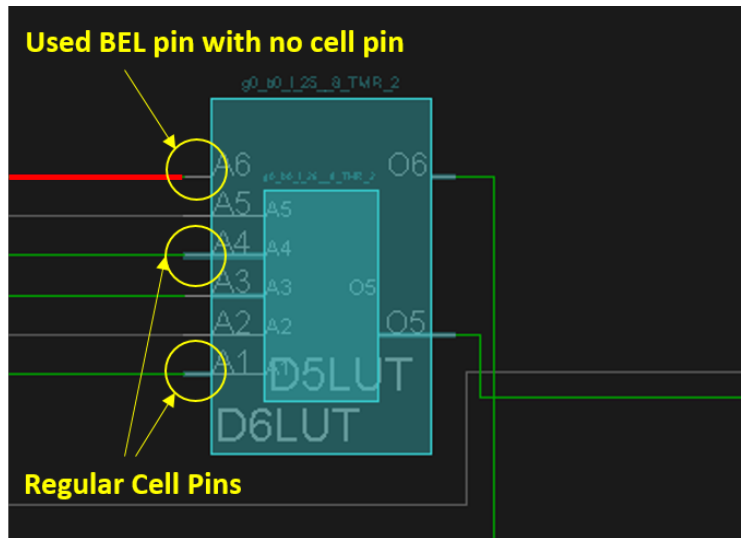 Used BEL pin with no cell pin
A6
O6
A5
A5
A4
A4
A3
A3
O5
A2
A2
O5
A1
D5LUT
D6LUT
Regular Cell Pins